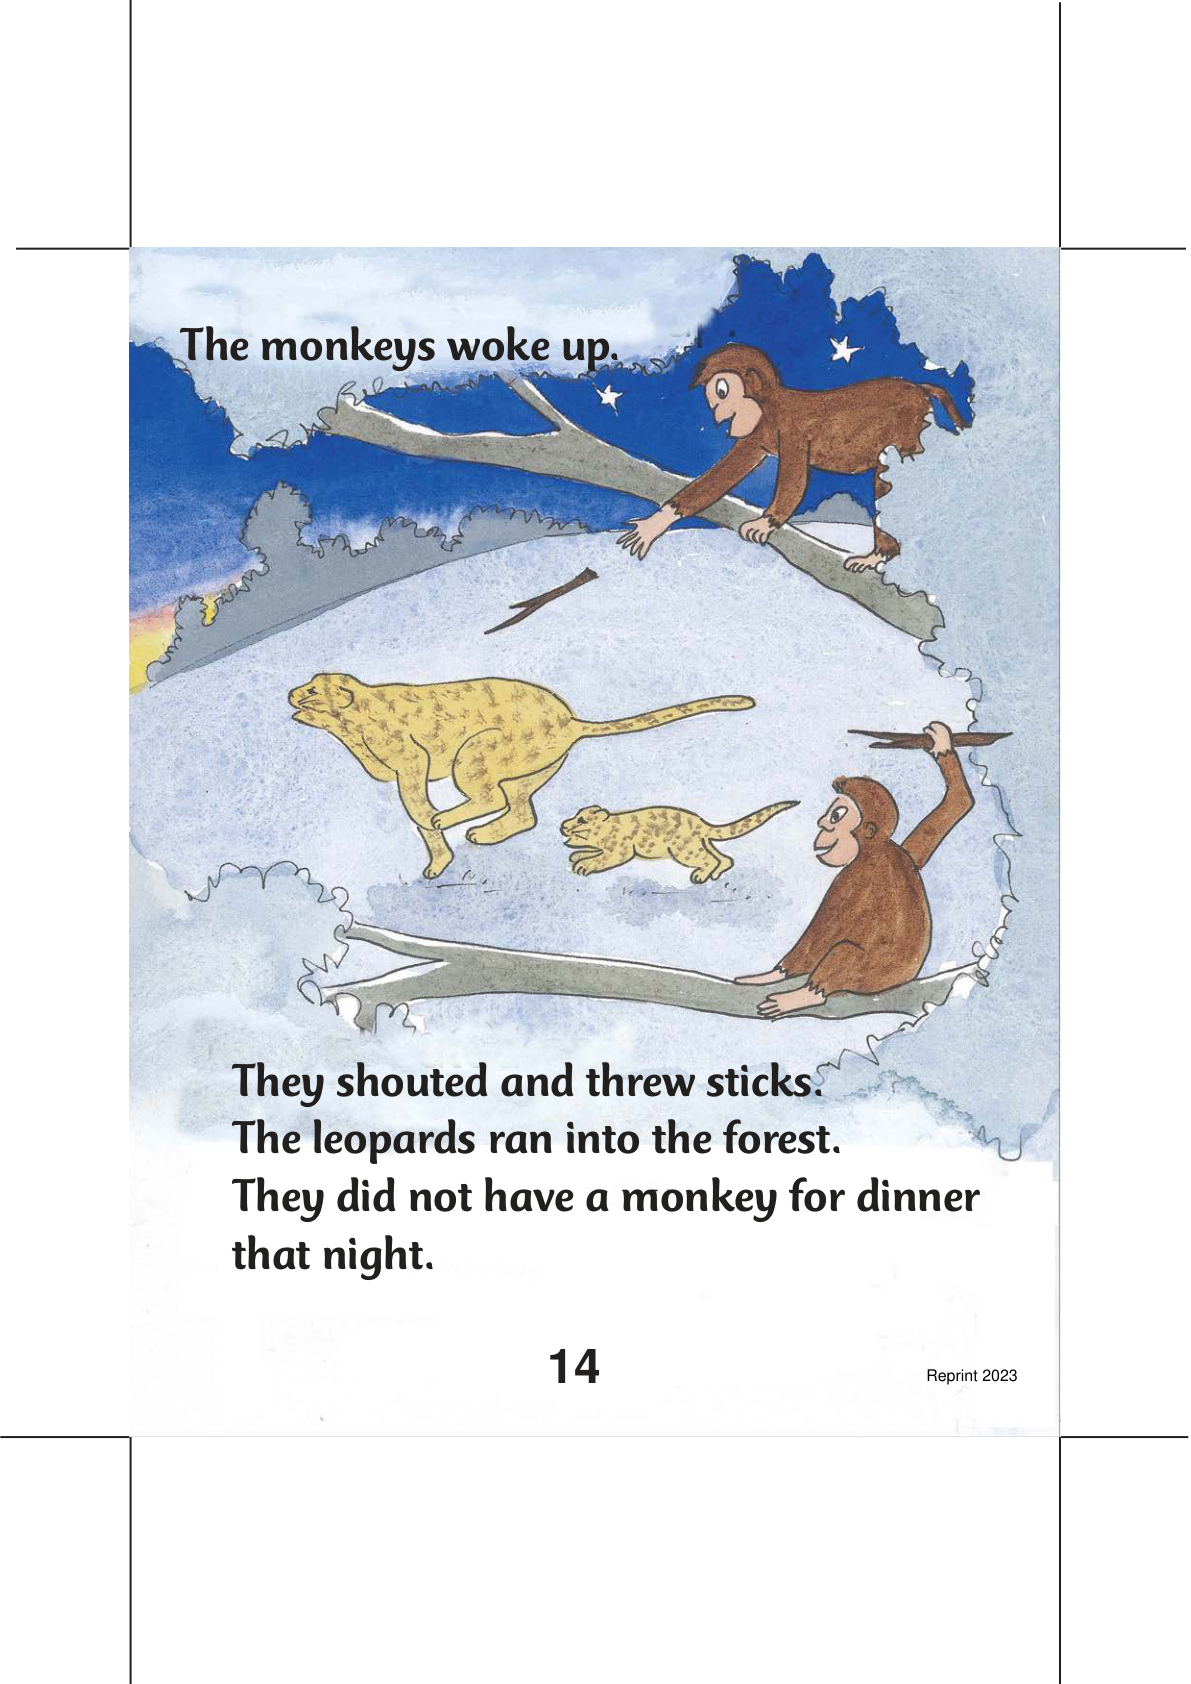 The monkeys woke up.
They shouted and threw sticks.
The leopards ran into the forest.
They did not have a monkey for dinner
that night.
14
Reprint 2023